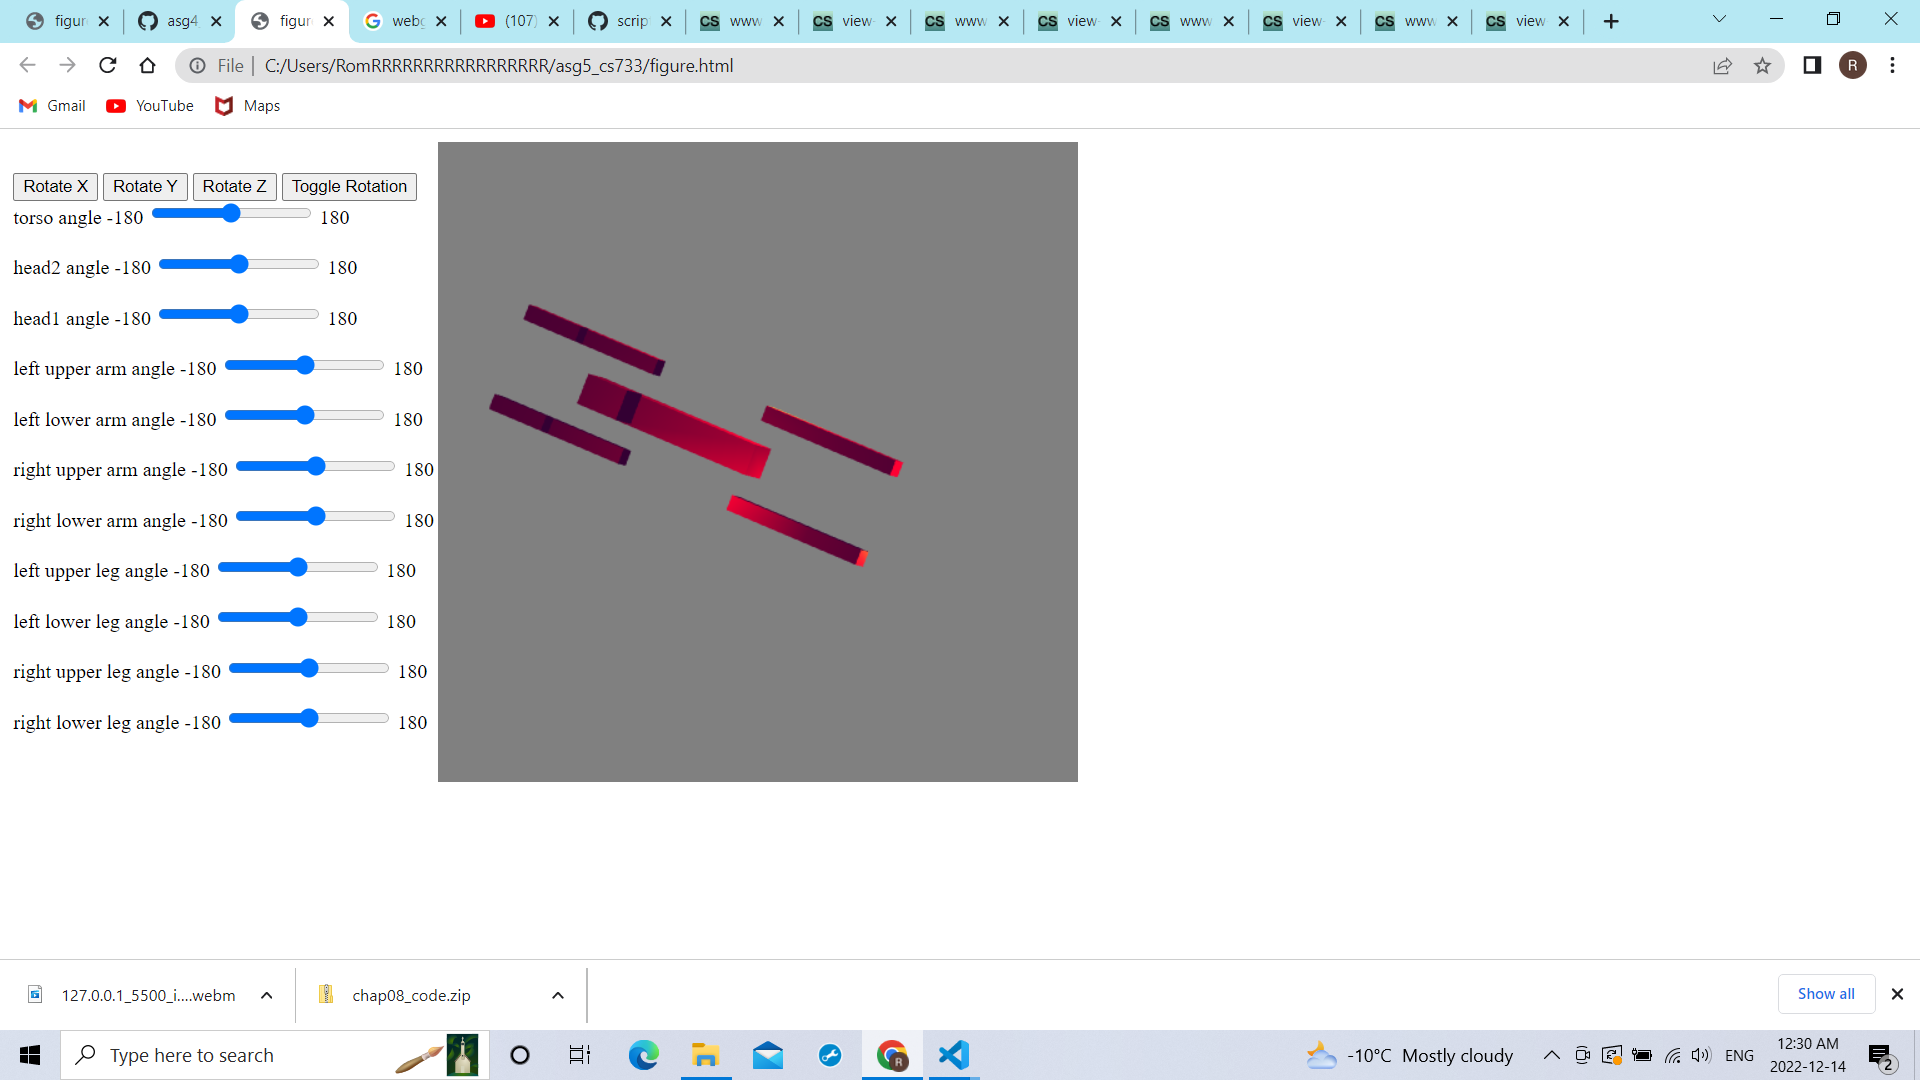 figur
asg4
figur
webg
(107)
scrip
CS www
CS view-
CS www
CS view-
CS www
CS view-
CS www
CS view
File | C:/Users/RomRRRRRRRRRRRRRRRRR/asg5_cs733/figure.html
R
Gmail YouTube Maps
Rotate X Rotate Y Rotate Z Toggle Rotation
torso angle -180 180
head2 angle -180 180
head1 angle -180 180
left upper arm angle -180 180
left lower arm angle -180 180
right upper arm angle -180 180
right lower arm angle -180 180
left upper leg angle -180 180
left lower leg angle -180 180
right upper leg angle -180 180
right lower leg angle -180 180
127.0.0.1_5500_i....webm
chap08_code.zip
Show all
Type here to search
R
-10°C Mostly cloudy
ENG
12:30 AM
2022-12-14
2